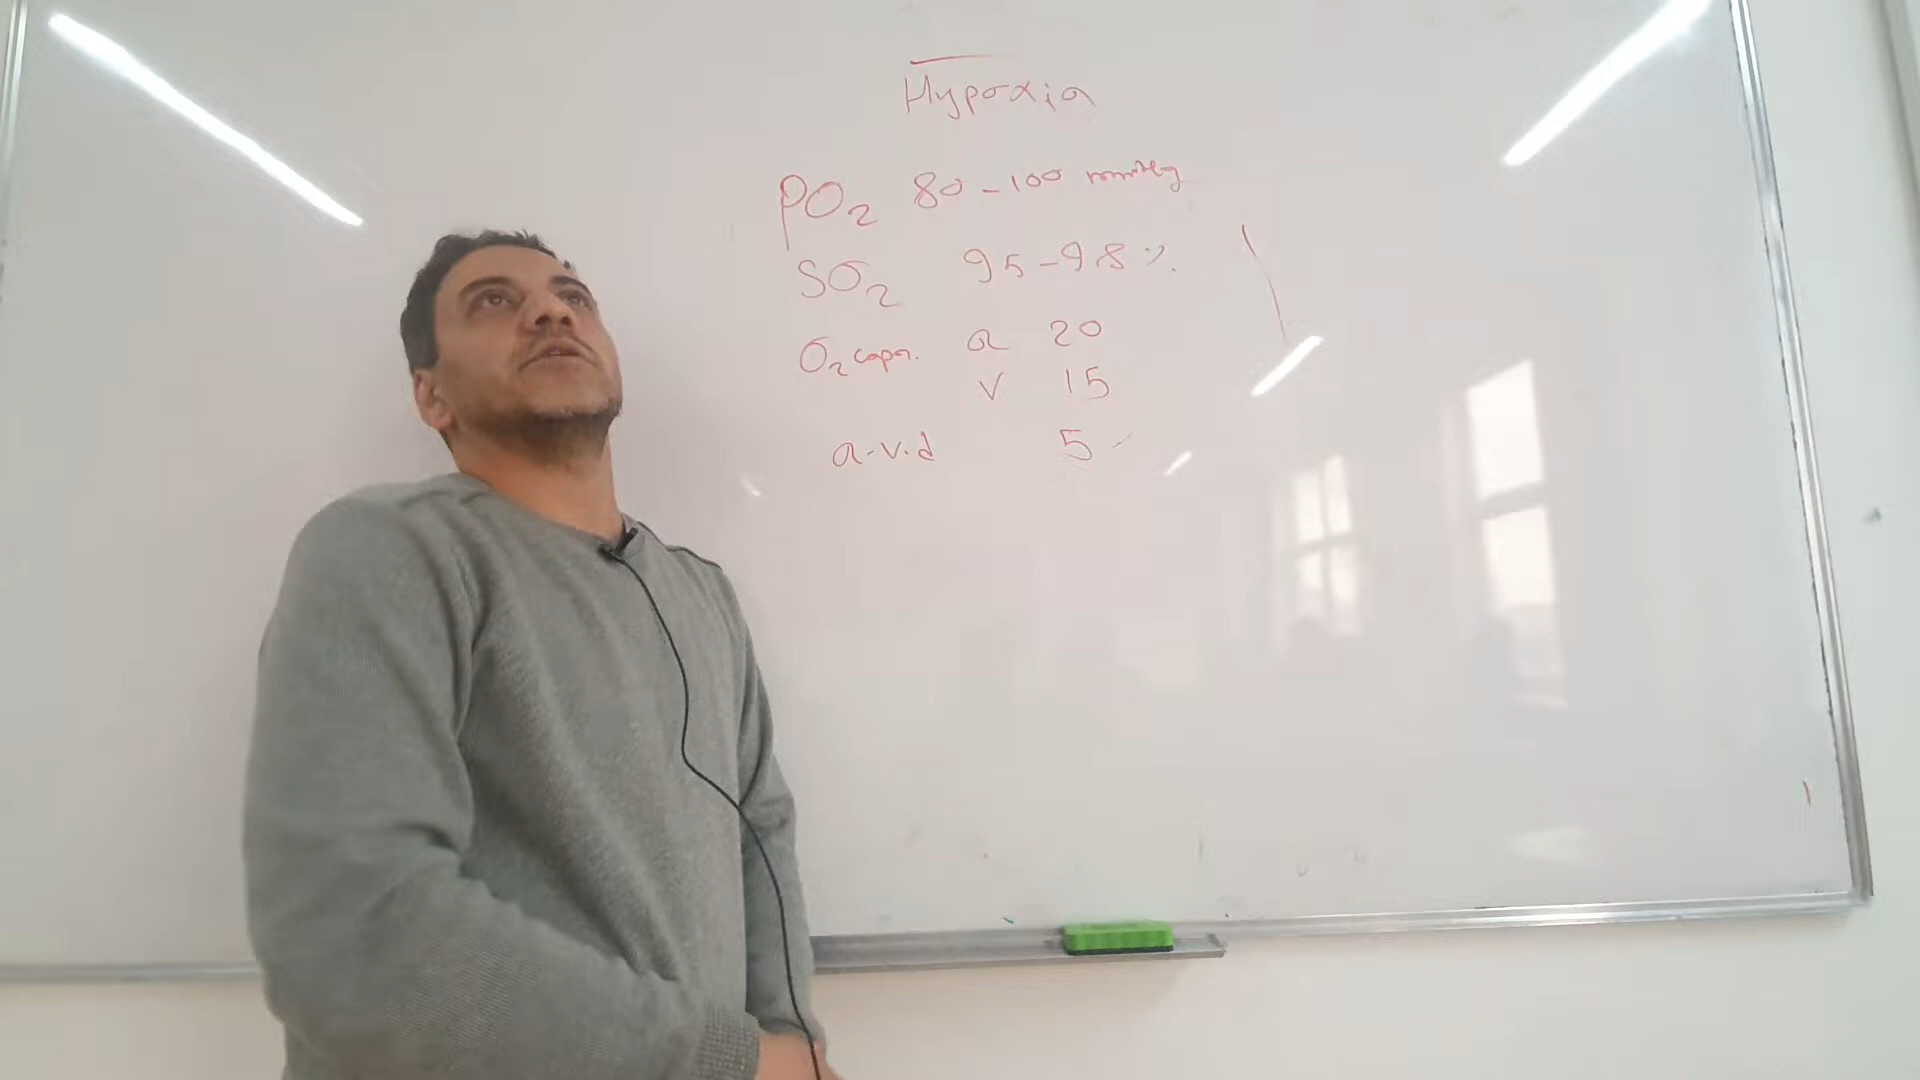 Hypoxia
PO2 80-100 mmHg
SO2 95-98%
O2 capa. a 20
v 15
a-v.d 5